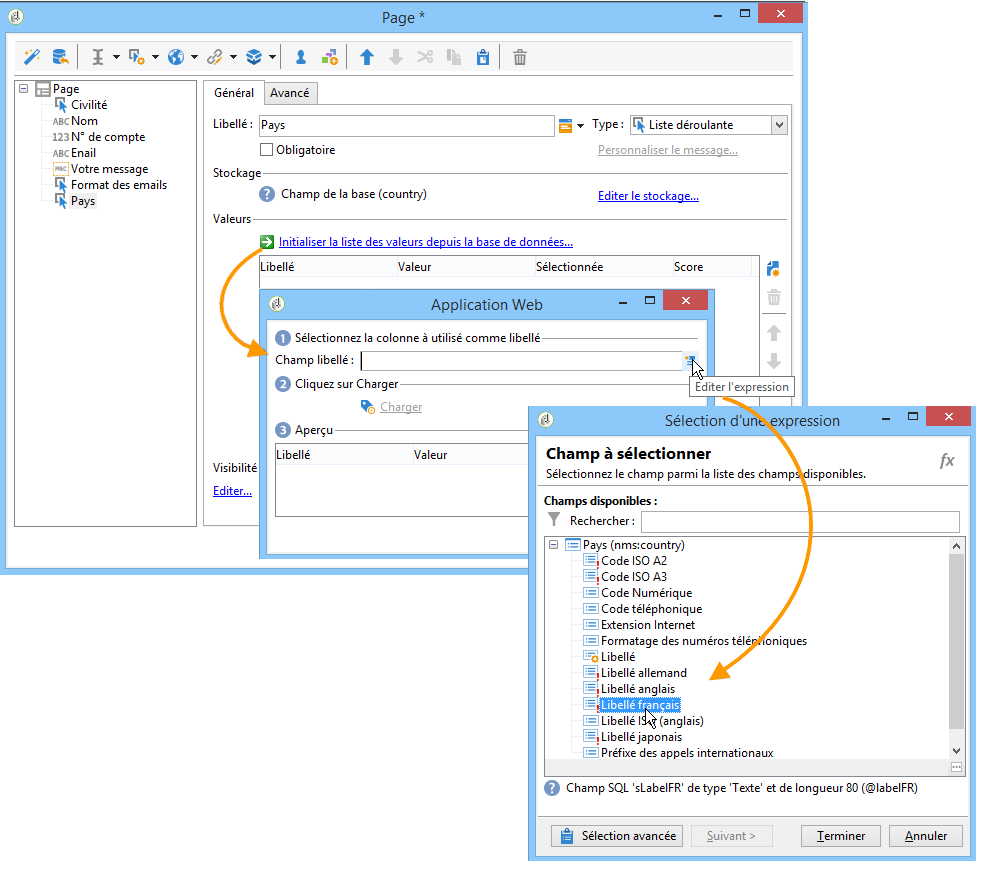 Page *
Page
Civilité
ABC Nom
123 N° de compte
ABC Enail
ABC Votre message
Format des emails
Pays
Général Avancé
Libellé : Pays Type : Liste déroulante
Obligatoire Personnaliser le message...
Stockage
? Champ de la base (country) Editer le stockage...
Valeurs
Initialiser la liste des valeurs depuis la base de données...
Libellé Valeur Sélectionnée Score
Visibilité
Editer...
Application Web
1 Sélectionnez la colonne à utilisé comme libellé
Champ libellé :
Editer l'expression
2 Cliquez sur Charger
Charger
3 Aperçu
Libellé Valeur
Sélection d'une expression
Champ à sélectionner
Sélectionnez le champ parmi la liste des champs disponibles.
fx
Champs disponibles :
Rechercher :
Pays (nms:country)
Code ISO A2
Code ISO A3
Code Numérique
Code téléphonique
Extension Internet
Formatage des numéros téléphoniques
Libellé
Libellé allemand
Libellé anglais
Libellé français
Libellé ISO (anglais)
Libellé japonais
Préfixe des appels internationaux
? Champ SQL 'sLabelFR' de type 'Texte' et de longueur 80 (@labelFR)
Sélection avancée Suivant > Terminer Annuler